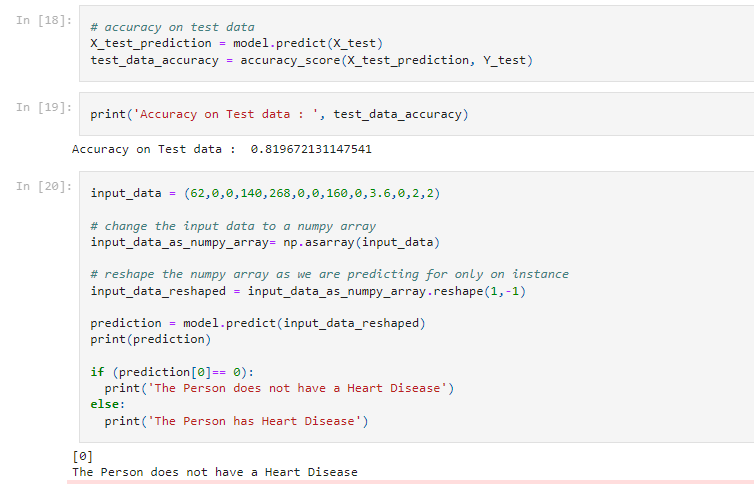 In [18]:
# accuracy on test data
X_test_prediction = model.predict(X_test)
test_data_accuracy = accuracy_score(X_test_prediction, Y_test)
In [19]:
print('Accuracy on Test data : ', test_data_accuracy)
Accuracy on Test data :  0.819672131147541
In [20]:
input_data = (62,0,0,140,268,0,0,160,0,3.6,0,2,2)
# change the input data to a numpy array
input_data_as_numpy_array= np.asarray(input_data)
# reshape the numpy array as we are predicting for only on instance
input_data_reshaped = input_data_as_numpy_array.reshape(1,-1)
prediction = model.predict(input_data_reshaped)
print(prediction)
if (prediction[0]== 0):
  print('The Person does not have a Heart Disease')
else:
  print('The Person has Heart Disease')
[0]
The Person does not have a Heart Disease